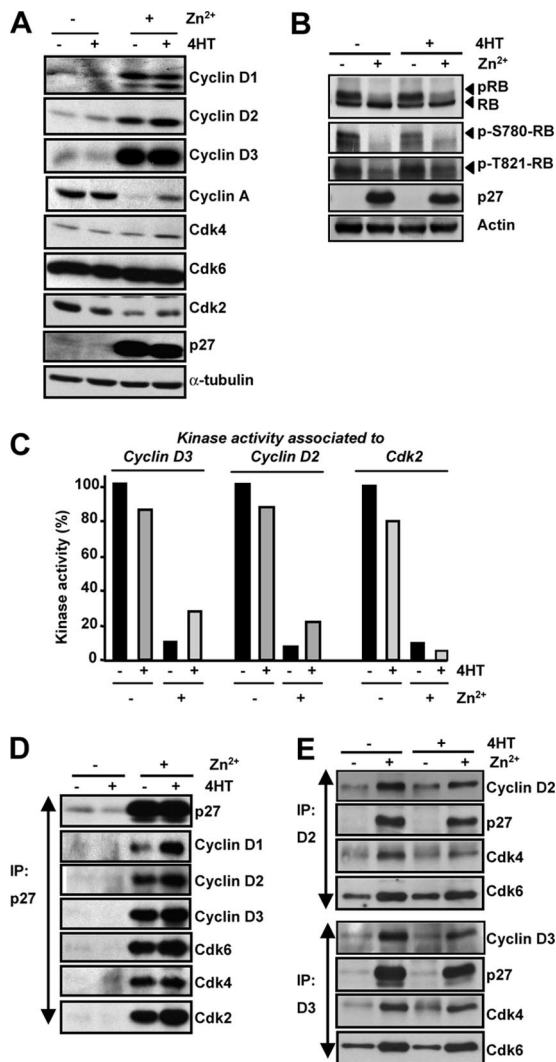 A
- + Zn²⁺
- + - + 4HT
Cyclin D1
Cyclin D2
Cyclin D3
Cyclin A
Cdk4
Cdk6
Cdk2
p27
α-tubulin
B
- + 4HT
- + - + Zn²⁺
pRB
RB
p-S780-RB
p-T821-RB
p27
Actin
C
Kinase activity associated to
Cyclin D3 Cyclin D2 Cdk2
Kinase activity (%)
100
80
60
40
20
0
- + - + - + - + - + - + 4HT
- + - + - + Zn²⁺
D
- + Zn²⁺
- + - + 4HT
IP:
p27
p27
Cyclin D1
Cyclin D2
Cyclin D3
Cdk6
Cdk4
Cdk2
E
- + 4HT
- + - + Zn²⁺
IP:
D2
Cyclin D2
p27
Cdk4
Cdk6
IP:
D3
Cyclin D3
p27
Cdk4
Cdk6